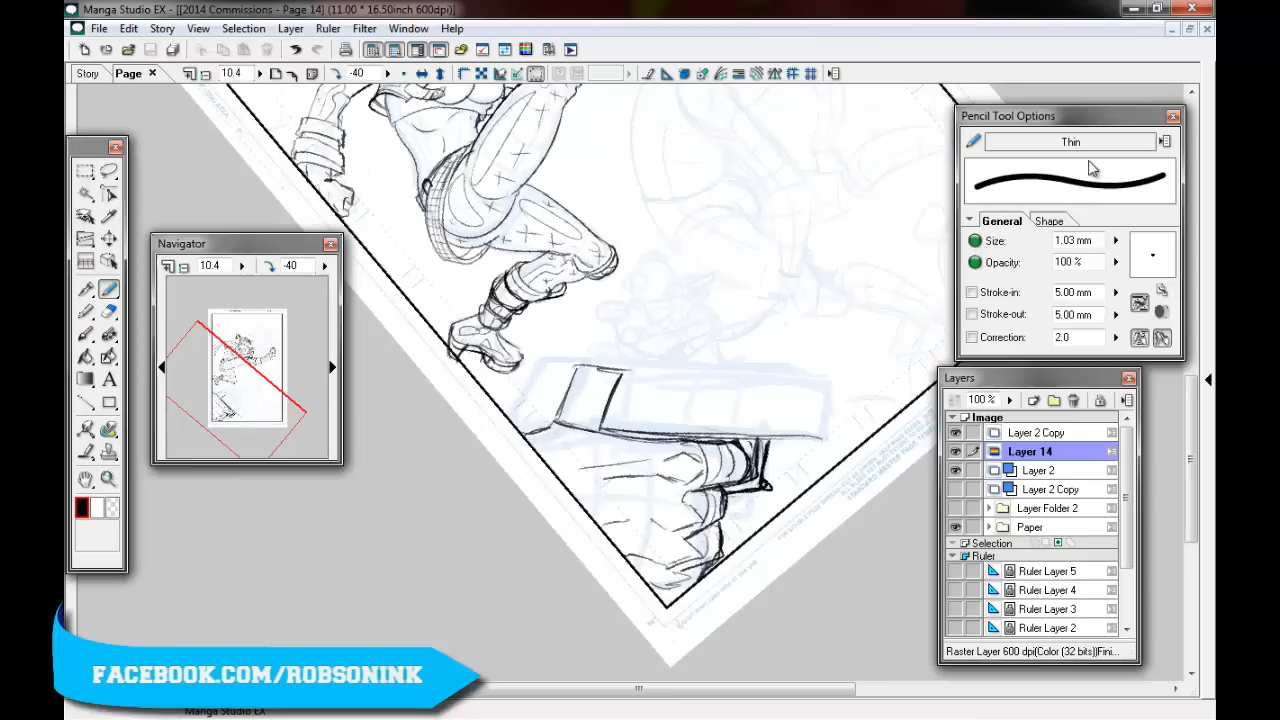 Manga Studio EX - [[2014 Commissions - Page 14] (11.00 * 16.50inch 600dpi)]
File Edit Story View Selection Layer Ruler Filter Window Help
Story Page 10.4 -40
Pencil Tool Options
Thin
General Shape
Size: 1.03 mm
Opacity: 100 %
Stroke-in: 5.00 mm
Stroke-out: 5.00 mm
Correction: 2.0
Navigator
10.4 -40
Layers
100 %
Image
Layer 2 Copy
Layer 14
Layer 2
Layer 2 Copy
Layer Folder 2
Paper
Selection
Ruler
Ruler Layer 5
Ruler Layer 4
Ruler Layer 3
Ruler Layer 2
Raster Layer 600 dpi(Color (32 bits))Fini...
FACEBOOK.COM/ROBSONINK
Manga Studio EX